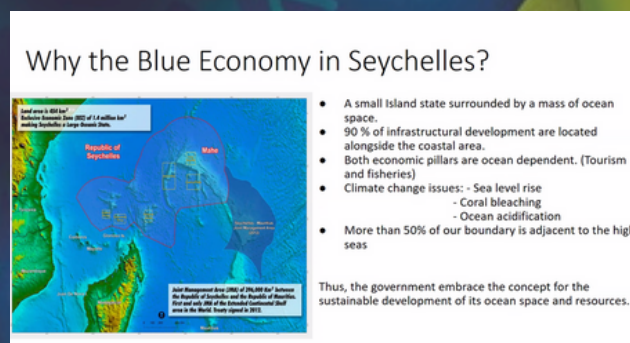 Why the Blue Economy in Seychelles?
Land area is 454 km²
Exclusive Economic Zone (EEZ) of 1.4 million km²
making Seychelles a Large Oceanic State.
Republic of
Seychelles
Mahe
Joint Management Area (JMA) of 396,000 Km² between
the Republic of Seychelles and the Republic of Mauritius.
First and only JMA of the Extended Continental Shelf
area in the World. Treaty signed in 2012.
• A small Island state surrounded by a mass of ocean
space.
• 90 % of infrastructural development are located
alongside the coastal area.
• Both economic pillars are ocean dependent. (Tourism
and fisheries)
• Climate change issues: - Sea level rise
- Coral bleaching
- Ocean acidification
• More than 50% of our boundary is adjacent to the high
seas
Thus, the government embrace the concept for the
sustainable development of its ocean space and resources.